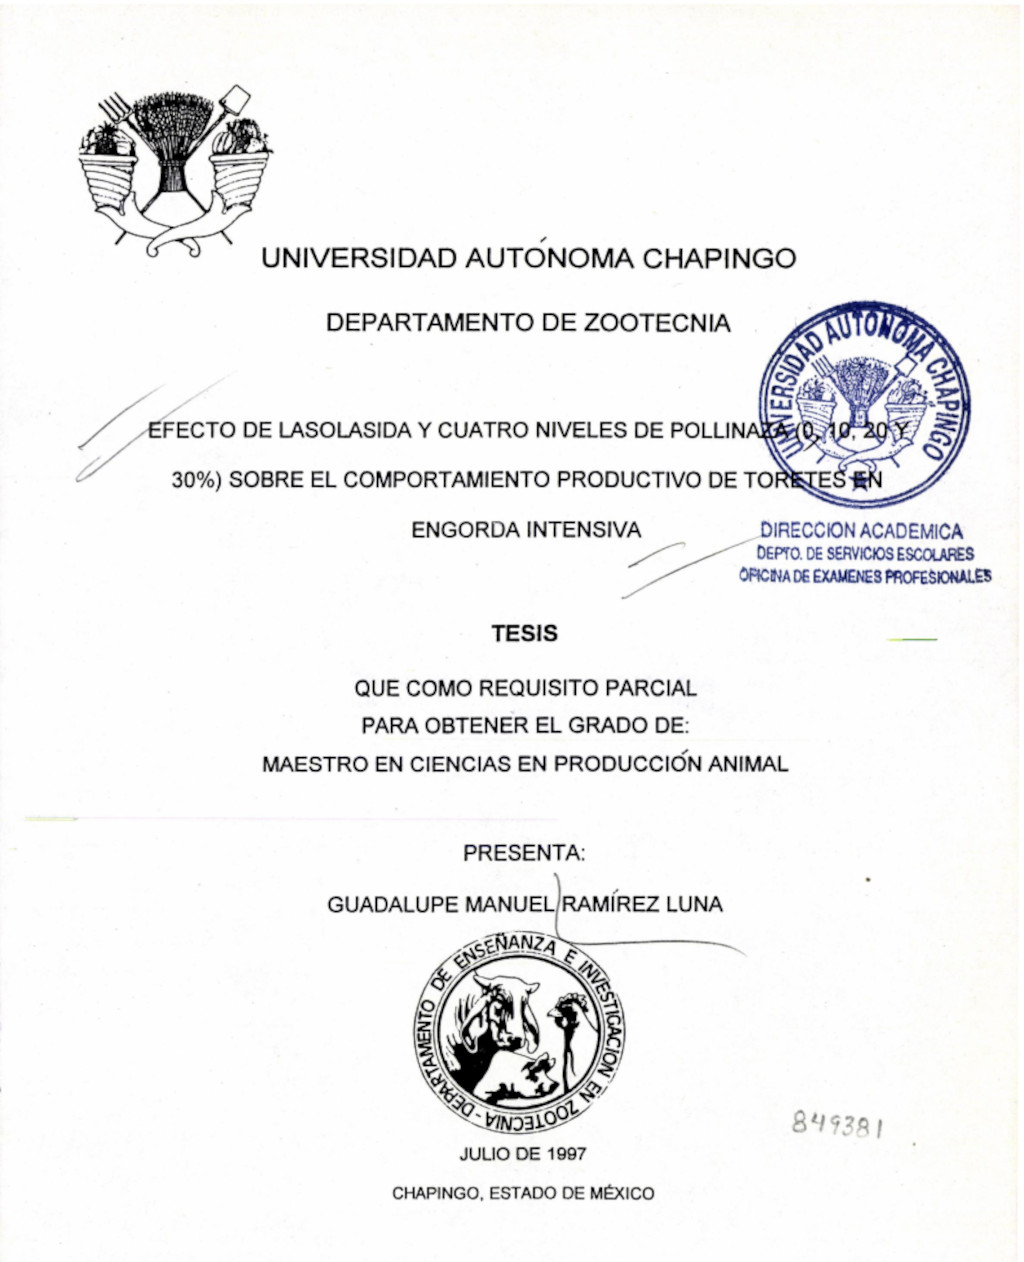 UNIVERSIDAD AUTÓNOMA CHAPINGO
DEPARTAMENTO DE ZOOTECNIA
UNIVERSIDAD AUTONOMA CHAPINGO
EFECTO DE LASOLASIDA Y CUATRO NIVELES DE POLLINAZA (0, 10, 20 Y
30%) SOBRE EL COMPORTAMIENTO PRODUCTIVO DE TORETES EN
ENGORDA INTENSIVA
DIRECCION ACADEMICA
DEPTO. DE SERVICIOS ESCOLARES
OFICINA DE EXAMENES PROFESIONALES
TESIS
QUE COMO REQUISITO PARCIAL
PARA OBTENER EL GRADO DE:
MAESTRO EN CIENCIAS EN PRODUCCIÓN ANIMAL
PRESENTA:
GUADALUPE MANUEL RAMÍREZ LUNA
DEPARTAMENTO DE ENSEÑANZA E INVESTIGACION EN ZOOTECNIA-
849381
JULIO DE 1997
CHAPINGO, ESTADO DE MÉXICO